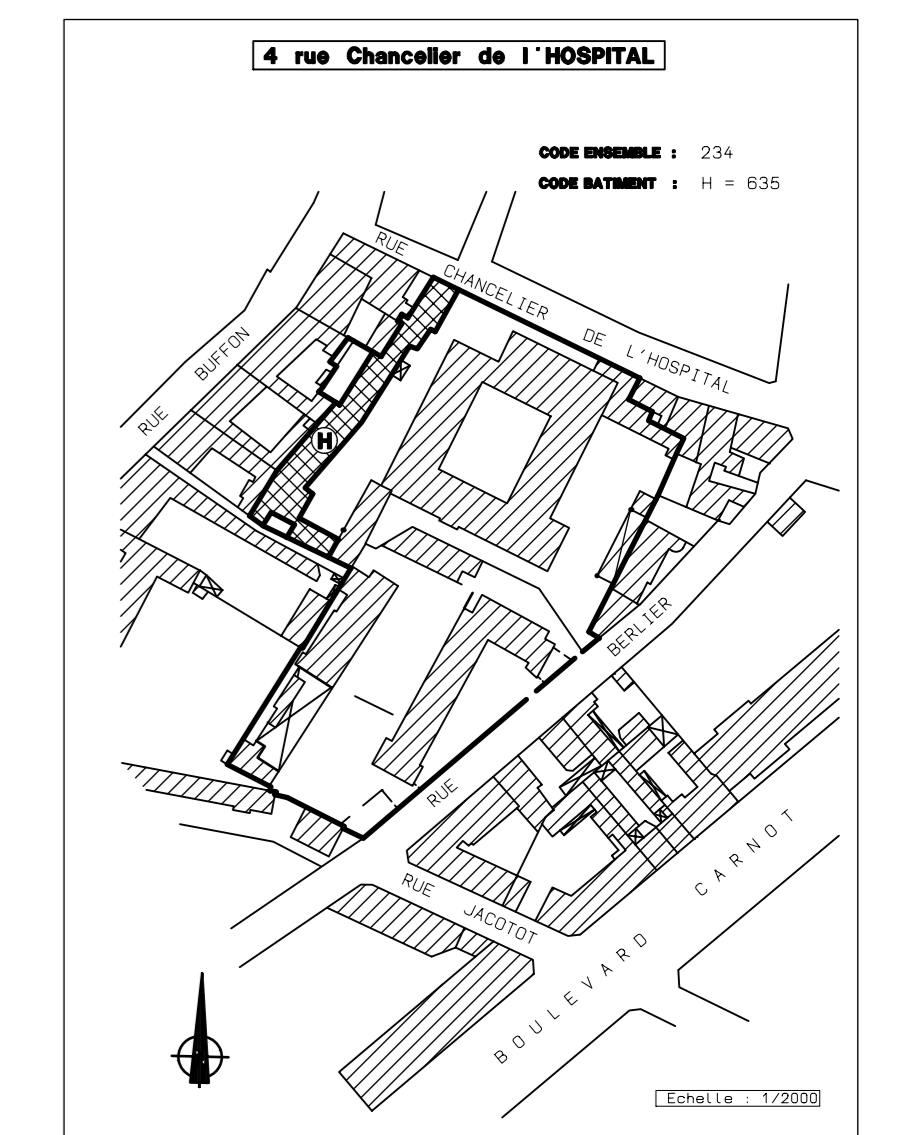 4 rue Chancelier de l'HOSPITAL
CODE ENSEMBLE : 234
CODE BATIMENT : H = 635
RUE CHANCELIER DE L'HOSPITAL
RUE BUFFON
H
RUE BERLIER
RUE JACOTOT
BOULEVARD CARNOT
Echelle : 1/2000